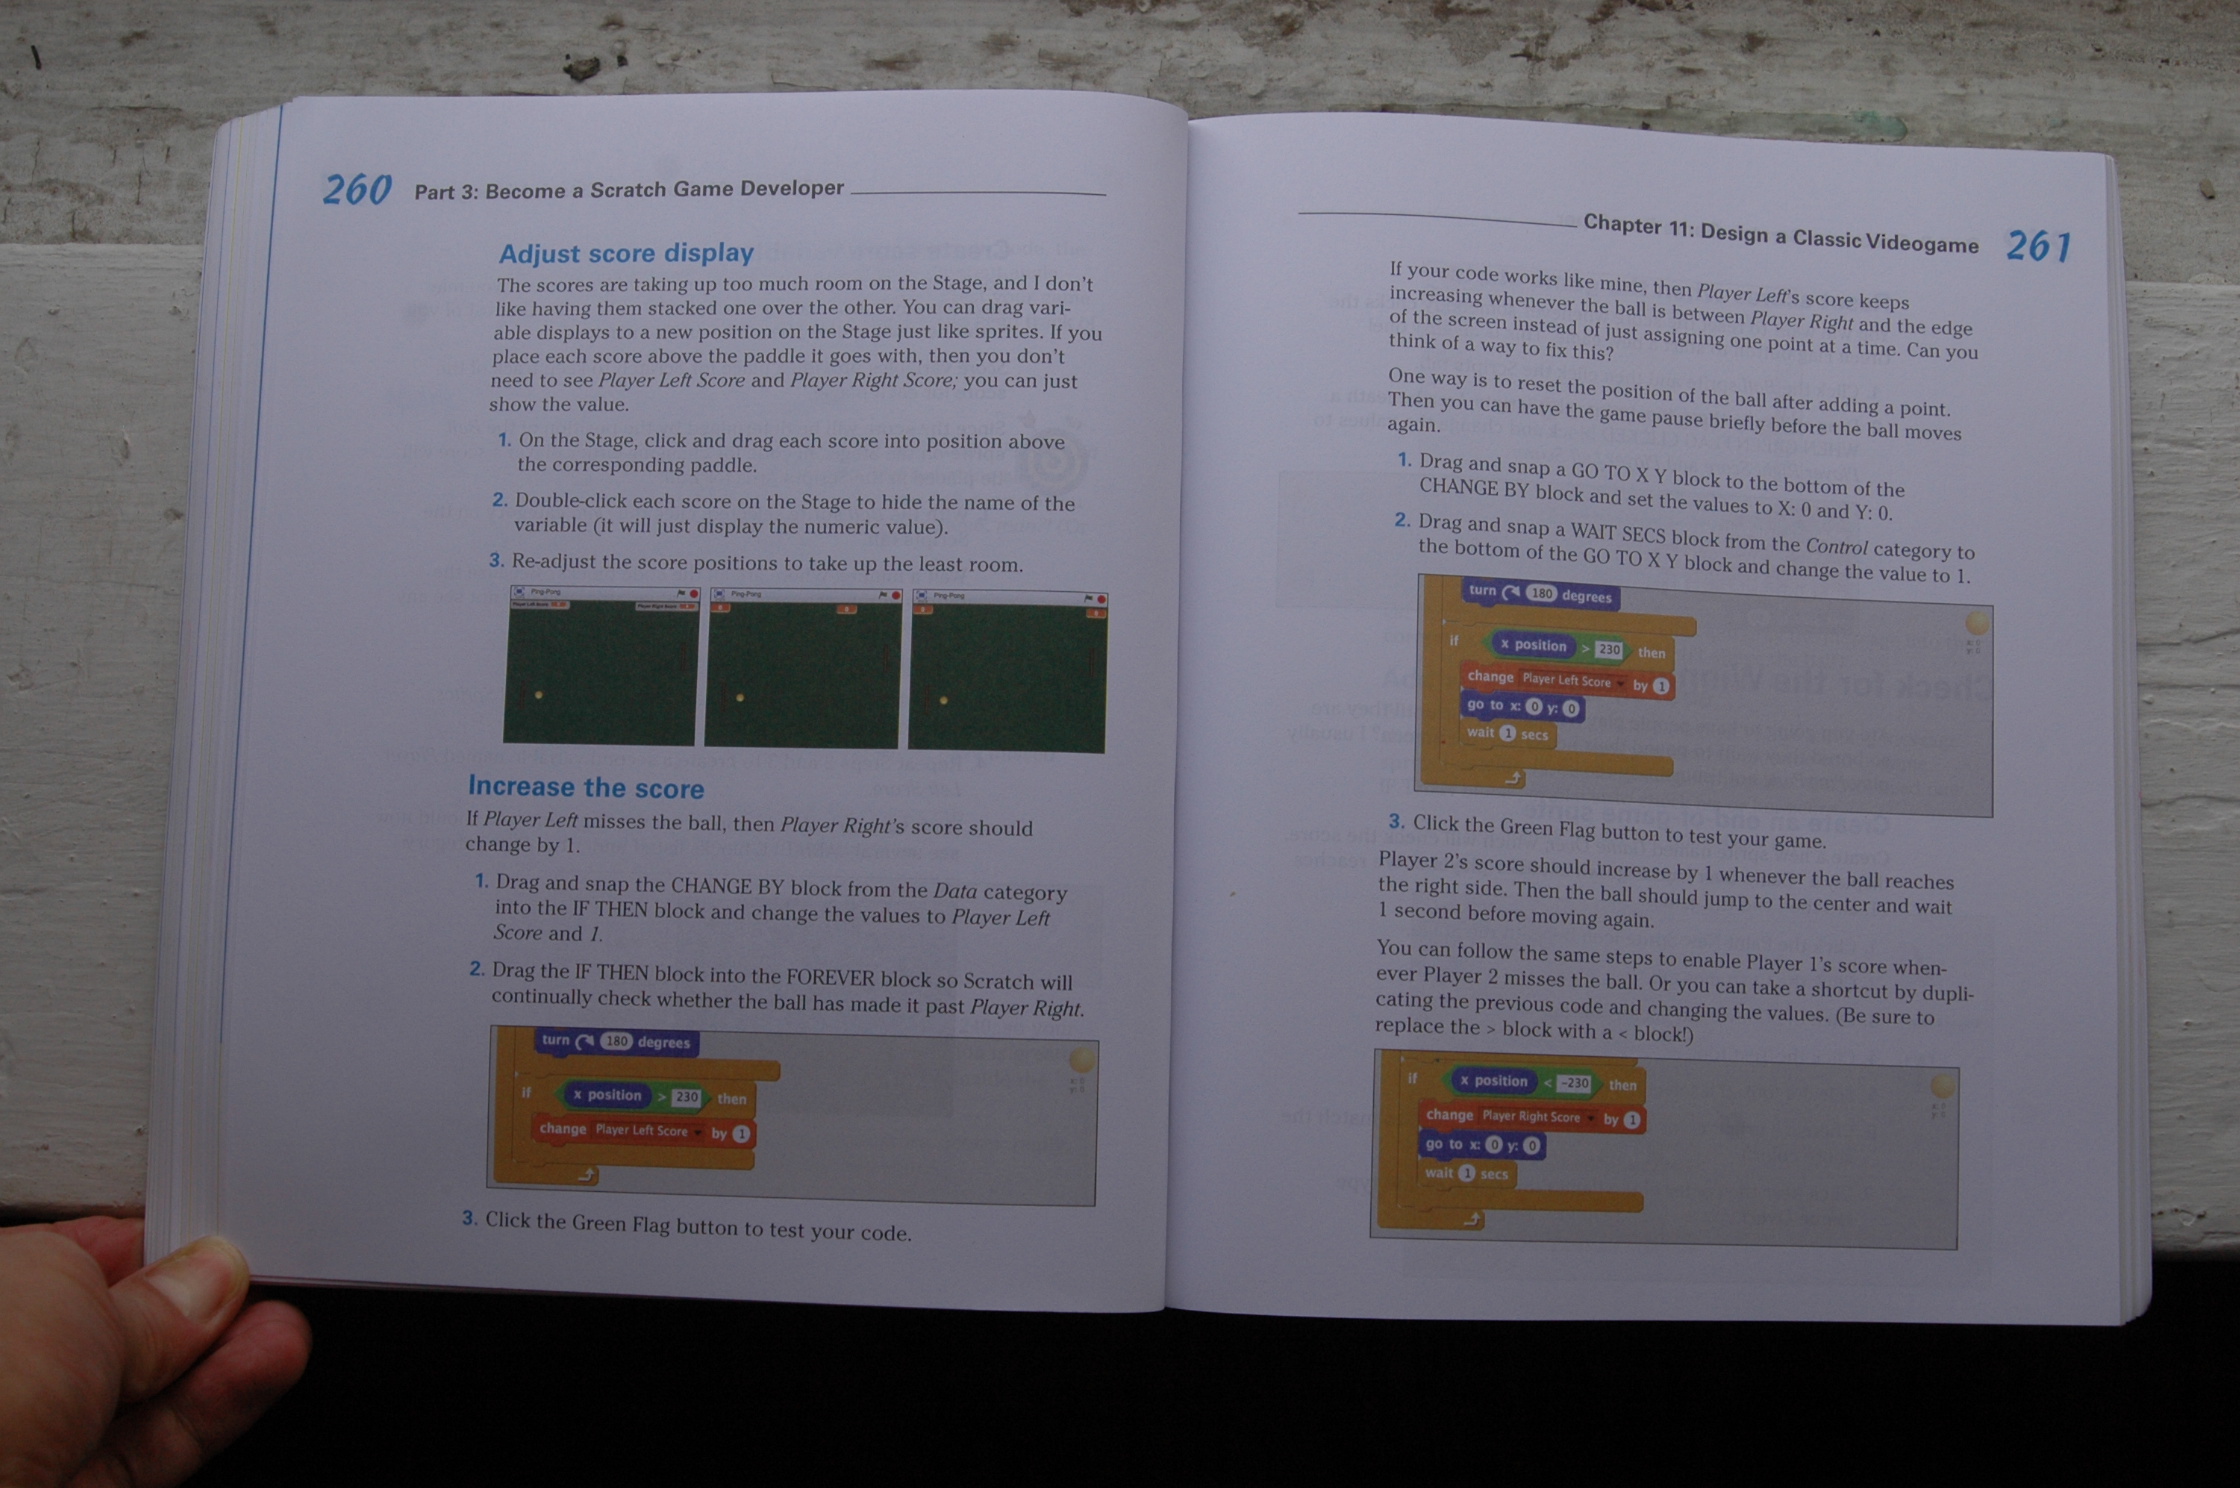 260 Part 3: Become a Scratch Game Developer
Adjust score display
The scores are taking up too much room on the Stage, and I don't
like having them stacked one over the other. You can drag vari-
able displays to a new position on the Stage just like sprites. If you
place each score above the paddle it goes with, then you don't
need to see Player Left Score and Player Right Score; you can just
show the value.
1. On the Stage, click and drag each score into position above
the corresponding paddle.
2. Double-click each score on the Stage to hide the name of the
variable (it will just display the numeric value).
3. Re-adjust the score positions to take up the least room.
Ping-Pong Ping-Pong Ping-Pong
Player Left Score Player Right Score
Increase the score
If Player Left misses the ball, then Player Right's score should
change by 1.
1. Drag and snap the CHANGE BY block from the Data category
into the IF THEN block and change the values to Player Left
Score and 1.
2. Drag the IF THEN block into the FOREVER block so Scratch will
continually check whether the ball has made it past Player Right.
turn 180 degrees
if x position > 230 then
change Player Left Score by 1
3. Click the Green Flag button to test your code.
Chapter 11: Design a Classic Videogame 261
If your code works like mine, then Player Left's score keeps
increasing whenever the ball is between Player Right and the edge
of the screen instead of just assigning one point at a time. Can you
think of a way to fix this?
One way is to reset the position of the ball after adding a point.
Then you can have the game pause briefly before the ball moves
again.
1. Drag and snap a GO TO X Y block to the bottom of the
CHANGE BY block and set the values to X: 0 and Y: 0.
2. Drag and snap a WAIT SECS block from the Control category to
the bottom of the GO TO X Y block and change the value to 1.
turn 180 degrees
if x position > 230 then
change Player Left Score by 1
go to x: 0 y: 0
wait 1 secs
3. Click the Green Flag button to test your game.
Player 2's score should increase by 1 whenever the ball reaches
the right side. Then the ball should jump to the center and wait
1 second before moving again.
You can follow the same steps to enable Player 1's score when-
ever Player 2 misses the ball. Or you can take a shortcut by dupli-
cating the previous code and changing the values. (Be sure to
replace the > block with a < block!)
if x position < -230 then
change Player Right Score by 1
go to x: 0 y: 0
wait 1 secs